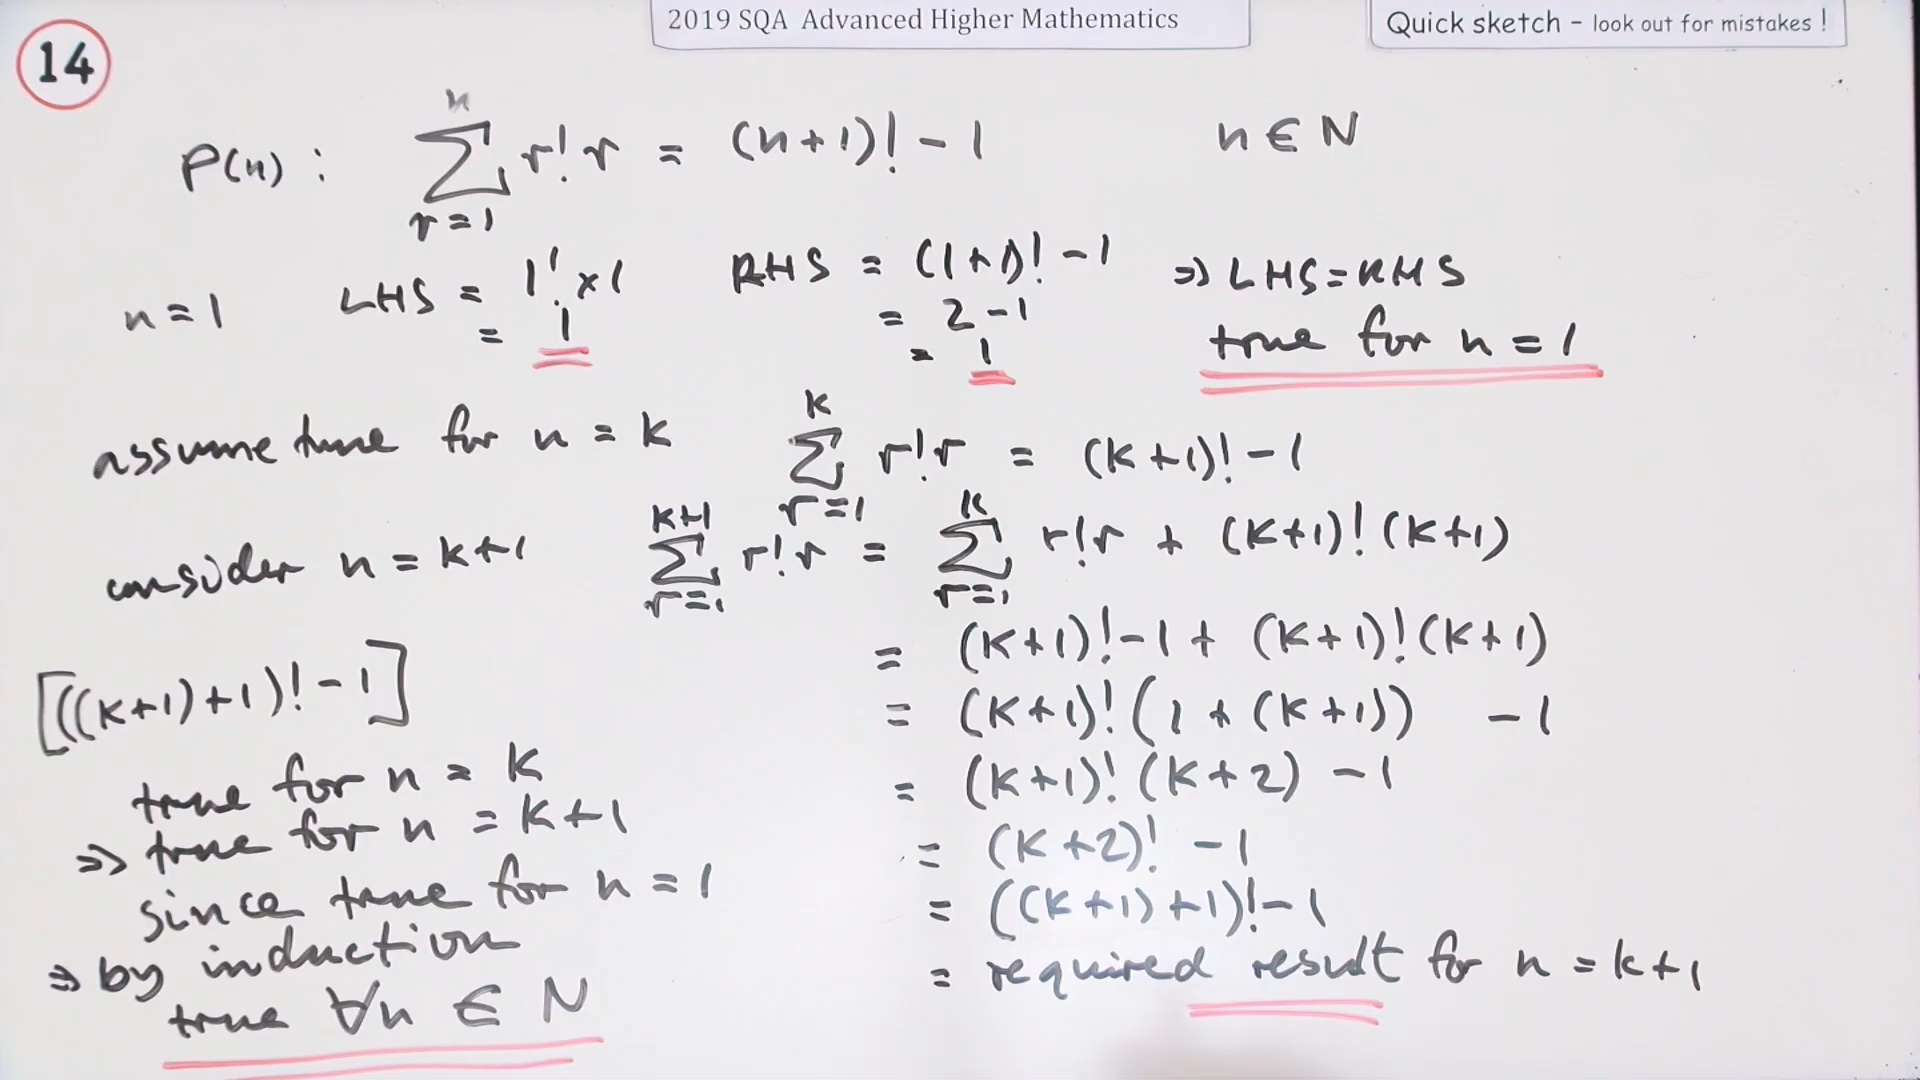 2019 SQA Advanced Higher Mathematics
Quick sketch – look out for mistakes !
14
P(n) : n Σ r=1 r!r = (n+1)! - 1 n ∈ N
n = 1 LHS = 1! x 1 RHS = (1+1)! - 1 ⇒ LHS = RHS
= 1 = 2 - 1 true for n = 1
= 1
assume true for n = k k Σ r=1 r!r = (k+1)! - 1
consider n = k+1 k+1 Σ r=1 r!r = k Σ r=1 r!r + (k+1)!(k+1)
= (k+1)! - 1 + (k+1)!(k+1)
[((k+1)+1)! - 1] = (k+1)!(1 + (k+1)) - 1
= (k+1)!(k+2) - 1
= (k+2)! - 1
= ((k+1)+1)! - 1
= required result for n = k+1
true for n = k
⇒ true for n = k+1
since true for n = 1
⇒ by induction
true ∀n ∈ N